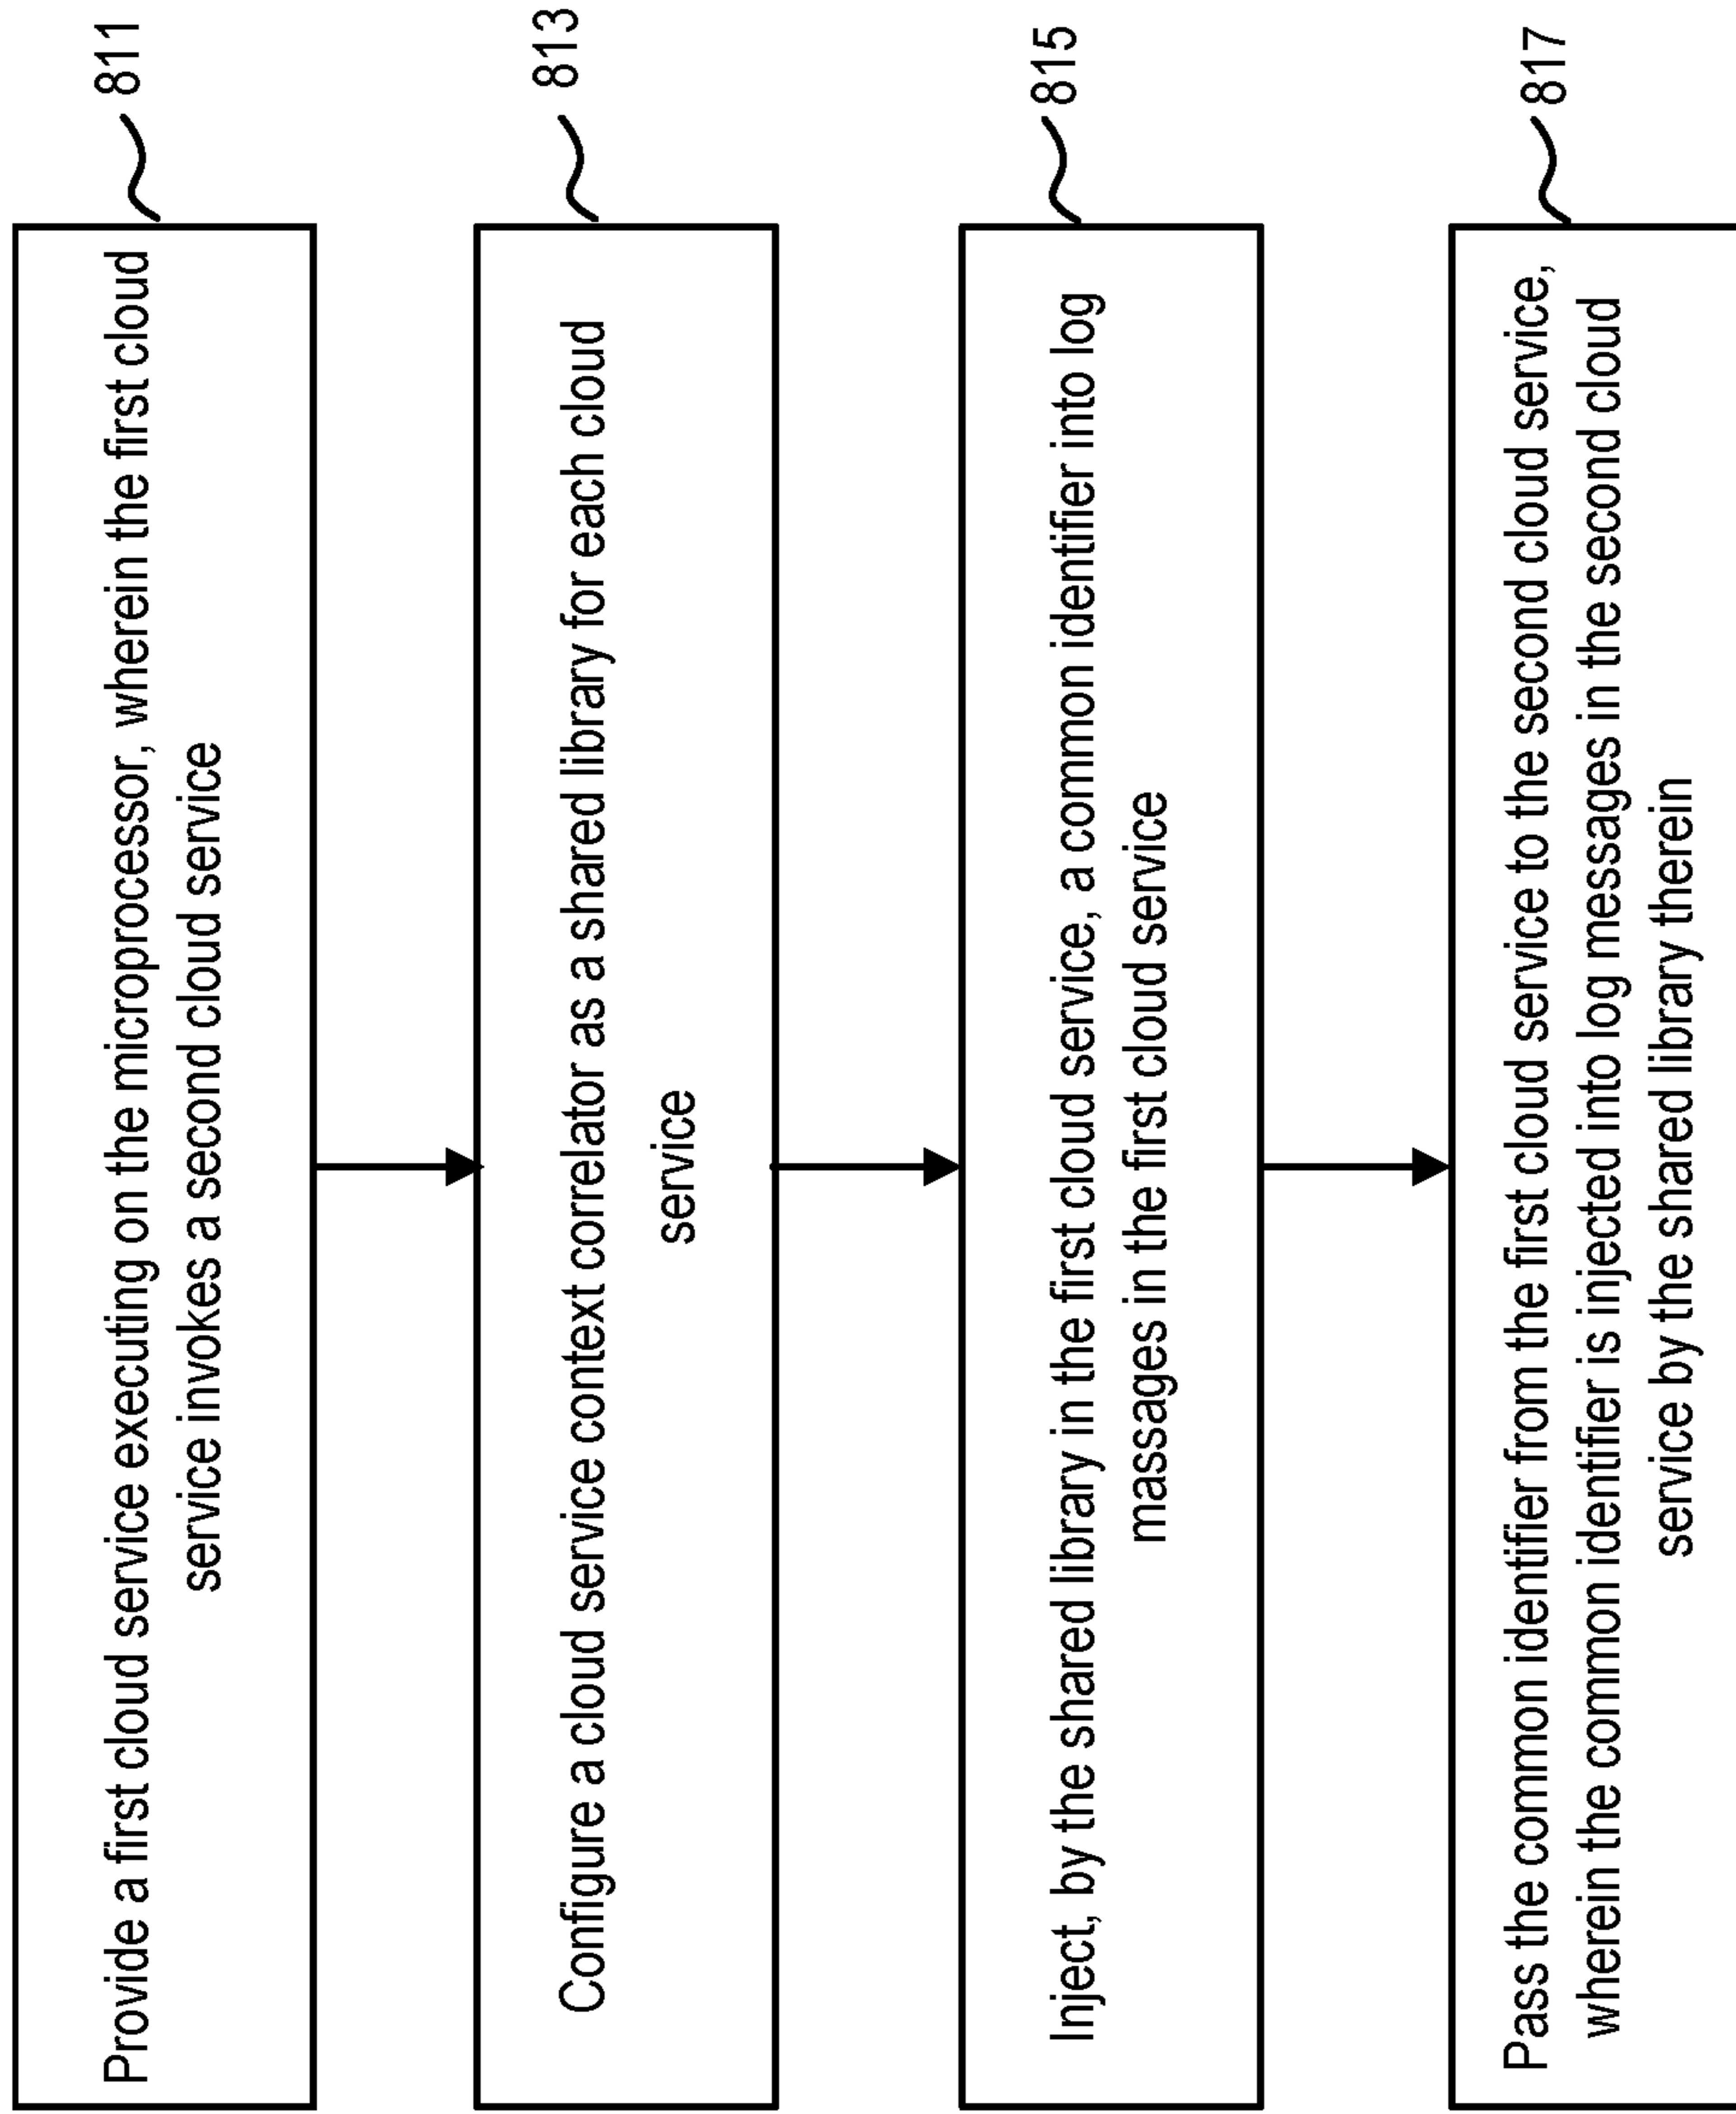 Provide a first cloud service executing on the microprocessor, wherein the first cloud
service invokes a second cloud service
811
Configure a cloud service context correlator as a shared library for each cloud
service
813
Inject, by the shared library in the first cloud service, a common identifier into log
massages in the first cloud service
815
Pass the common identifier from the first cloud service to the second cloud service,
wherein the common identifier is injected into log messages in the second cloud
service by the shared library therein
817